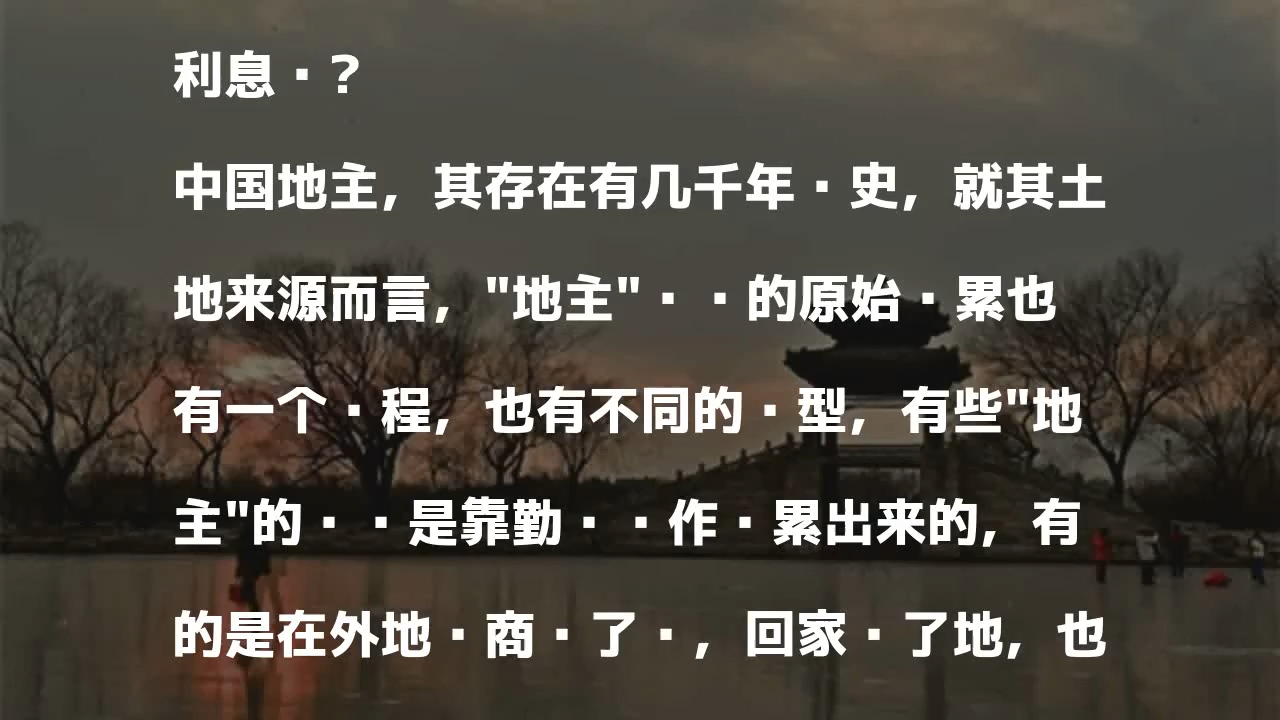 利息▪?
中国地主，其存在有几千年▪史，就其土
地来源而言，"地主"▪▪的原始▪累也
有一个▪程，也有不同的▪型，有些"地
主"的▪▪是靠勤▪▪作▪累出来的，有
的是在外地▪商▪了▪，回家▪了地，也